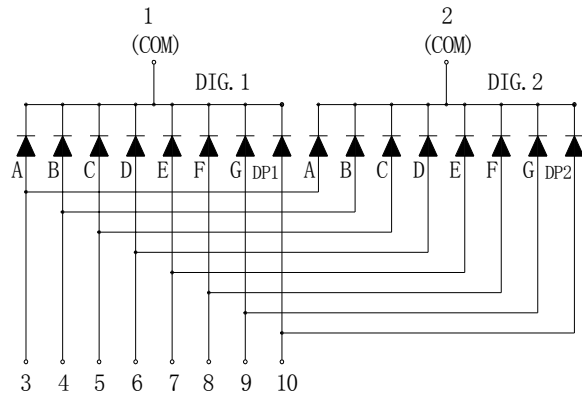 1 2
(COM) (COM)
DIG.1 DIG.2
A B C D E F G DP1 A B C D E F G DP2
3 4 5 6 7 8 9 10